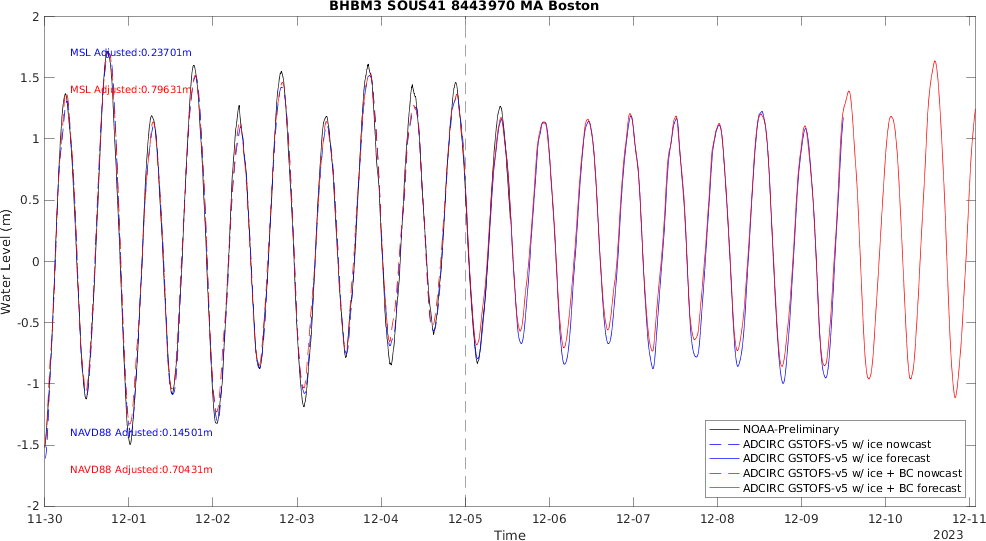 BHBM3 SOUS41 8443970 MA Boston
2
1.5
1
0.5
0
-0.5
-1
-1.5
-2
Water Level (m)
MSL Adjusted:0.23701m
MSL Adjusted:0.79631m
NAVD88 Adjusted:0.14501m
NAVD88 Adjusted:0.70431m
NOAA-Preliminary
ADCIRC GSTOFS-v5 w/ ice nowcast
ADCIRC GSTOFS-v5 w/ ice forecast
ADCIRC GSTOFS-v5 w/ ice + BC nowcast
ADCIRC GSTOFS-v5 w/ ice + BC forecast
11-30 12-01 12-02 12-03 12-04 12-05 12-06 12-07 12-08 12-09 12-10 12-11
Time
2023